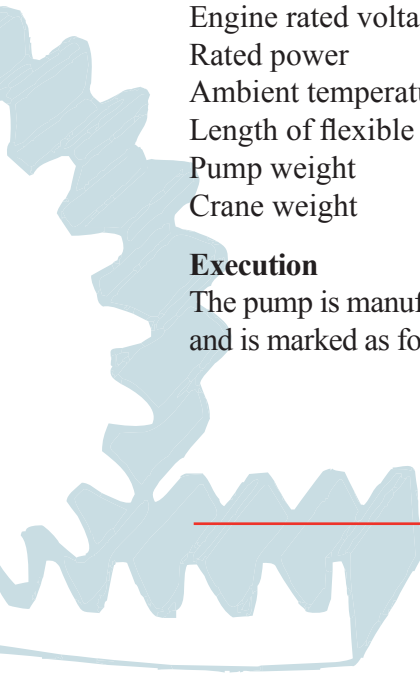 Engine rated volta
Rated power
Ambient temperatu
Length of flexible
Pump weight
Crane weight
Execution
The pump is manuf
and is marked as fo